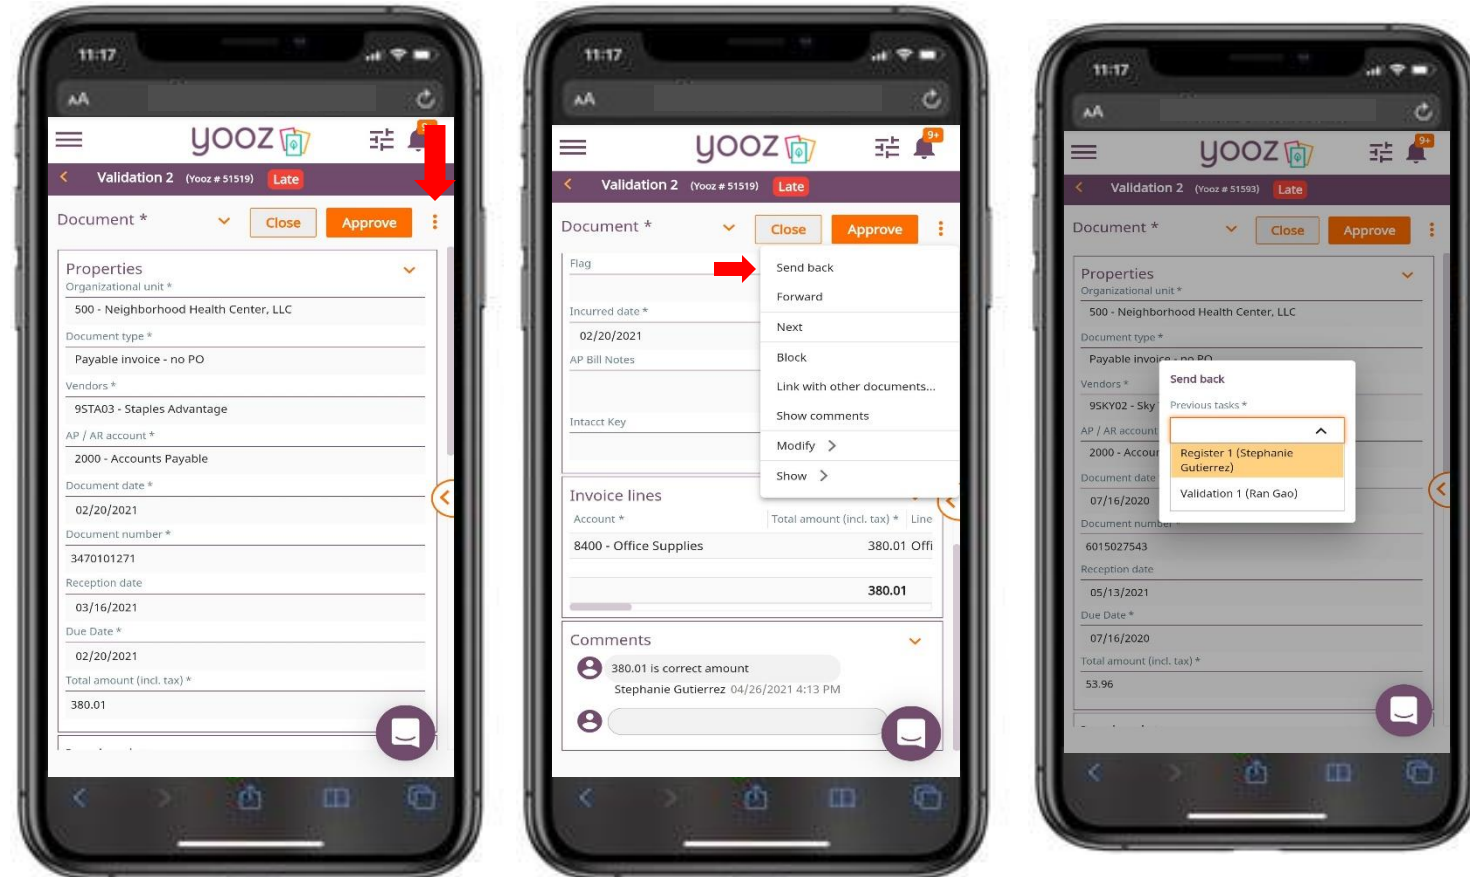 11:17
AA
yooz
9+
Validation 2 (Yooz # 51519) Late
Document * Close Approve
Properties
Organizational unit *
500 - Neighborhood Health Center, LLC
Document type *
Payable invoice - no PO
Vendors *
9STA03 - Staples Advantage
AP / AR account *
2000 - Accounts Payable
Document date *
02/20/2021
Document number *
3470101271
Reception date
03/16/2021
Due Date *
02/20/2021
Total amount (incl. tax) *
380.01
11:17
AA
yooz
9+
Validation 2 (Yooz # 51519) Late
Document * Close Approve
Flag
Incurred date *
02/20/2021
AP Bill Notes
Intacct Key
Send back
Forward
Next
Block
Link with other documents...
Show comments
Modify
Show
Invoice lines
Account * Total amount (incl. tax) * Line
8400 - Office Supplies 380.01 Offi
380.01
Comments
380.01 is correct amount
Stephanie Gutierrez 04/26/2021 4:13 PM
11:17
AA
yooz
9+
Validation 2 (Yooz # 51593) Late
Document * Close Approve
Properties
Organizational unit *
500 - Neighborhood Health Center, LLC
Document type *
Payable invoice - no PO
Vendors *
9SKY02 - Sky
AP / AR account
2000 - Accour
Document date
07/16/2020
Document number *
6015027543
Reception date
05/13/2021
Due Date *
07/16/2020
Total amount (incl. tax) *
53.96
Send back
Previous tasks *
Register 1 (Stephanie
Gutierrez)
Validation 1 (Ran Gao)